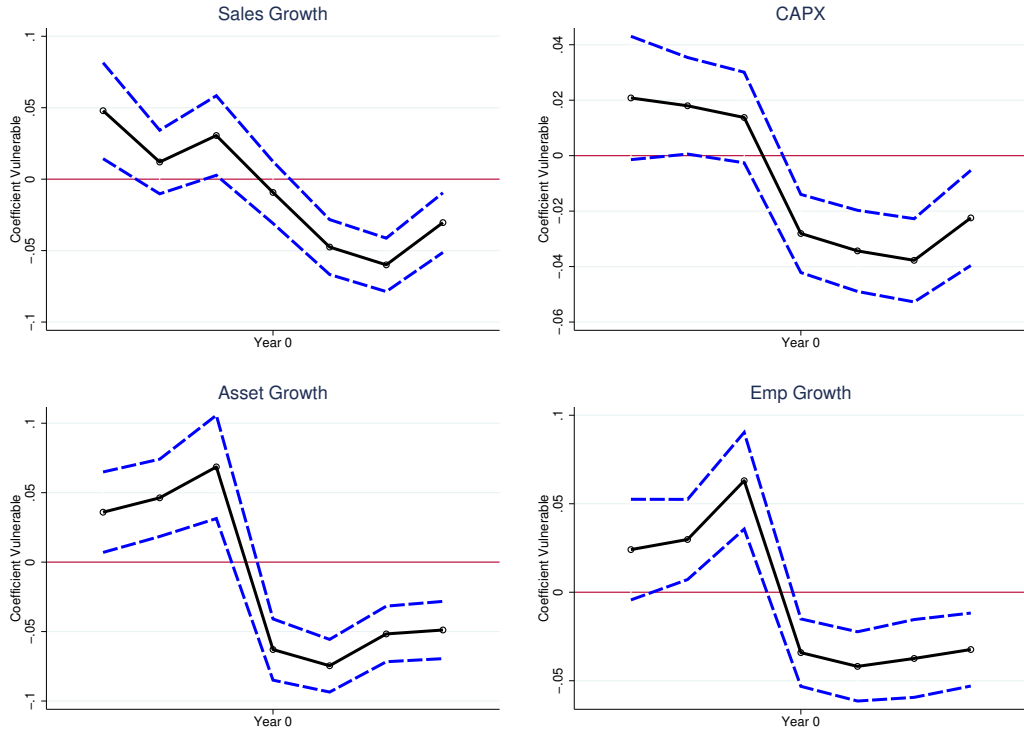 Sales Growth
Coefficient Vulnerable
.1
.05
0
−.05
−.1
Year 0
CAPX
Coefficient Vulnerable
.04
.02
0
−.02
−.04
−.06
Year 0
Asset Growth
Coefficient Vulnerable
.1
.05
0
−.05
−.1
Year 0
Emp Growth
Coefficient Vulnerable
.1
.05
0
−.05
Year 0